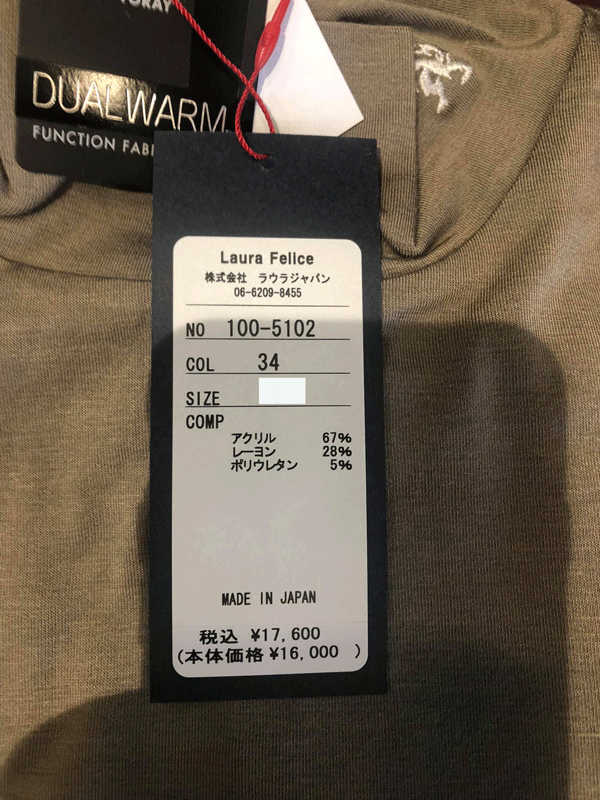 TORAY
DUALWARM
FUNCTION
Laura Felice
株式会社 ラウラジャパン
06-6209-8455
NO 100-5102
COL 34
SIZE
COMP
アクリル 67%
レーヨン 28%
ポリウレタン 5%
MADE IN JAPAN
税込 ¥17,600
(本体価格 ¥16,000 )